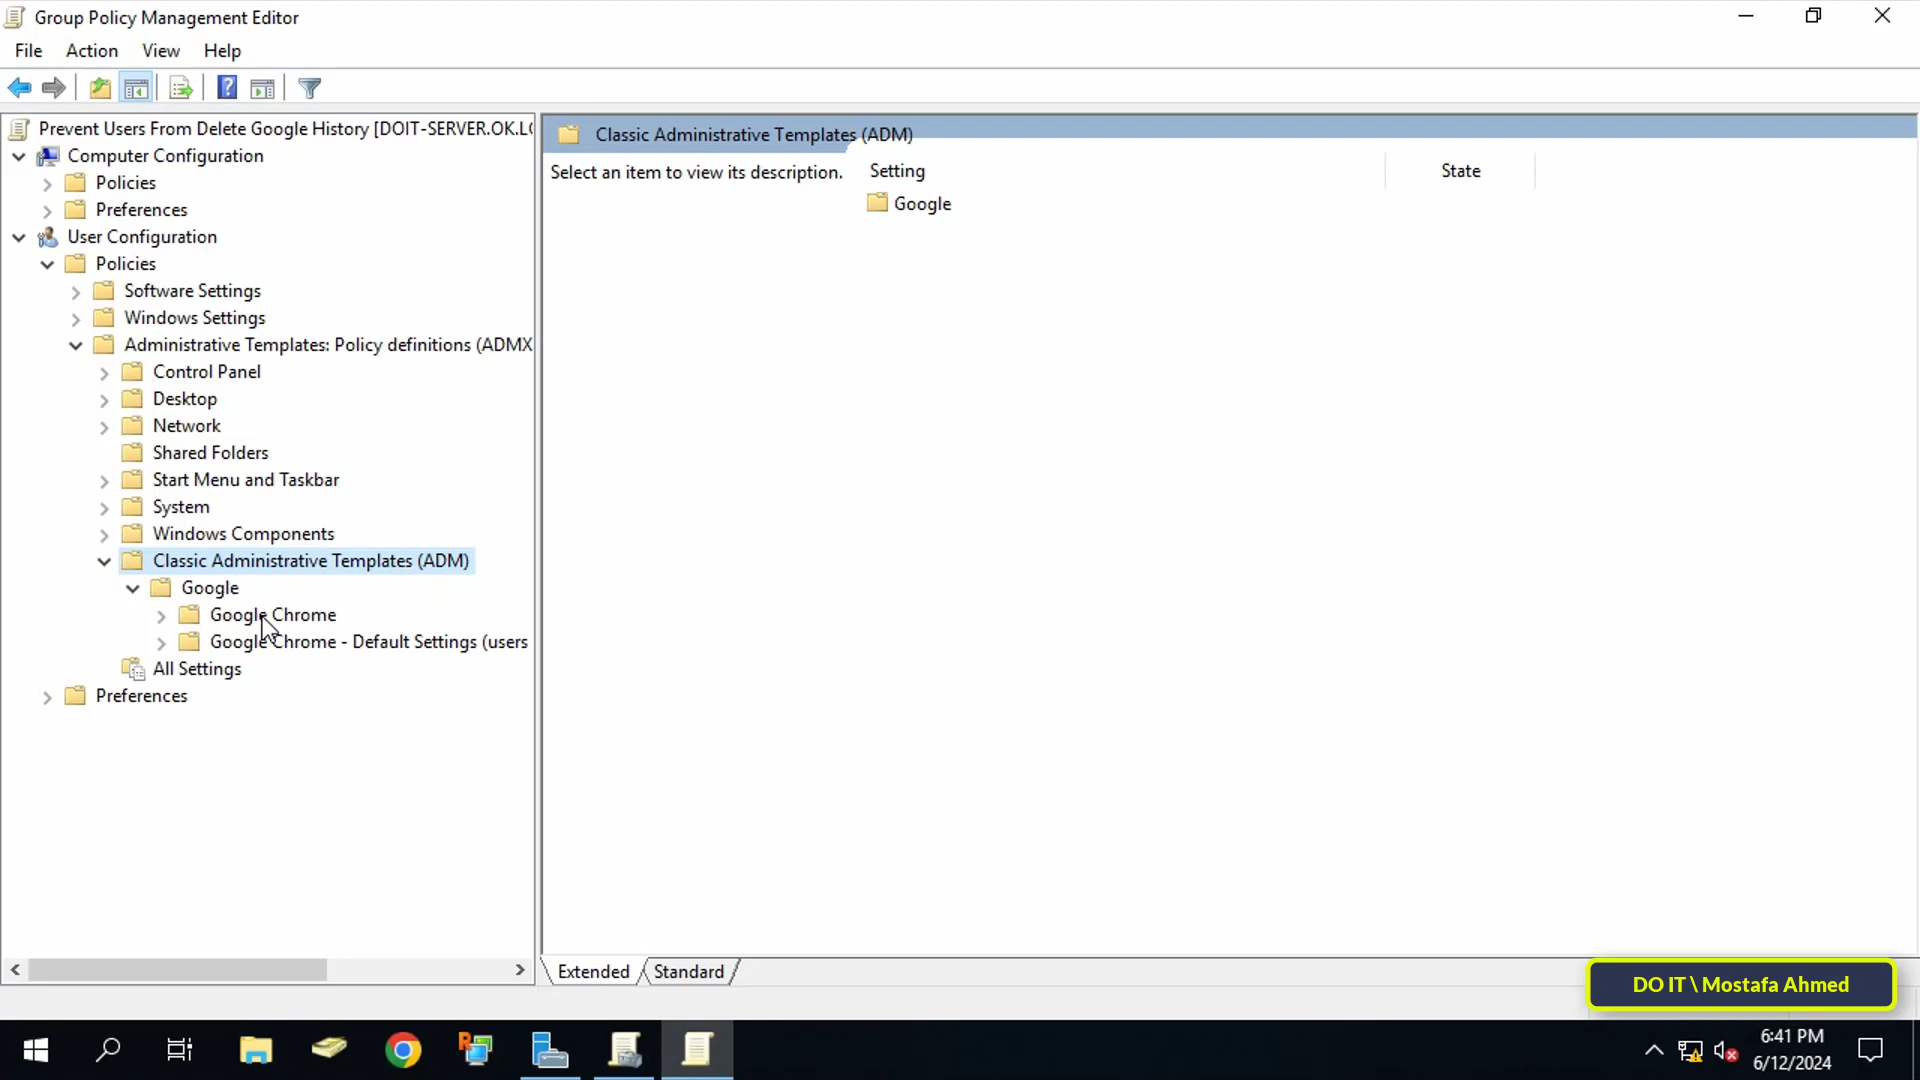 Group Policy Management Editor
File Action View Help
Prevent Users From Delete Google History [DOIT-SERVER.OK.L
Computer Configuration
Policies
Preferences
User Configuration
Policies
Software Settings
Windows Settings
Administrative Templates: Policy definitions (ADMX
Control Panel
Desktop
Network
Shared Folders
Start Menu and Taskbar
System
Windows Components
Classic Administrative Templates (ADM)
Google
Google Chrome
Google Chrome - Default Settings (users
All Settings
Preferences
Classic Administrative Templates (ADM)
Select an item to view its description.
Setting State
Google
Extended Standard
DO IT \ Mostafa Ahmed
6:41 PM
6/12/2024